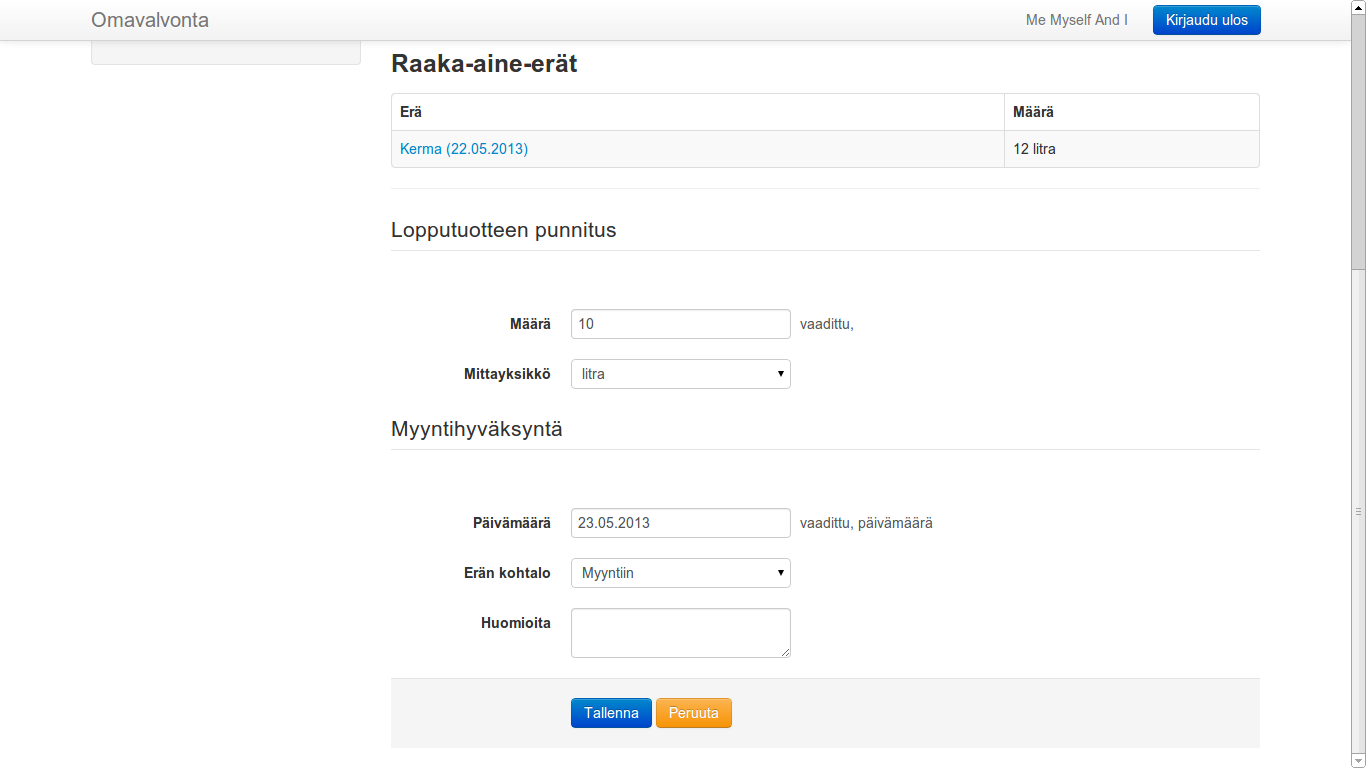 Omavalvonta Me Myself And I Kirjaudu ulos
Raaka-aine-erät
Erä Määrä
Kerma (22.05.2013) 12 litra
Lopputuotteen punnitus
Määrä 10 vaadittu,
Mittayksikkö litra
Myyntihyväksyntä
Päivämäärä 23.05.2013 vaadittu, päivämäärä
Erän kohtalo Myyntiin
Huomioita
Tallenna Peruuta